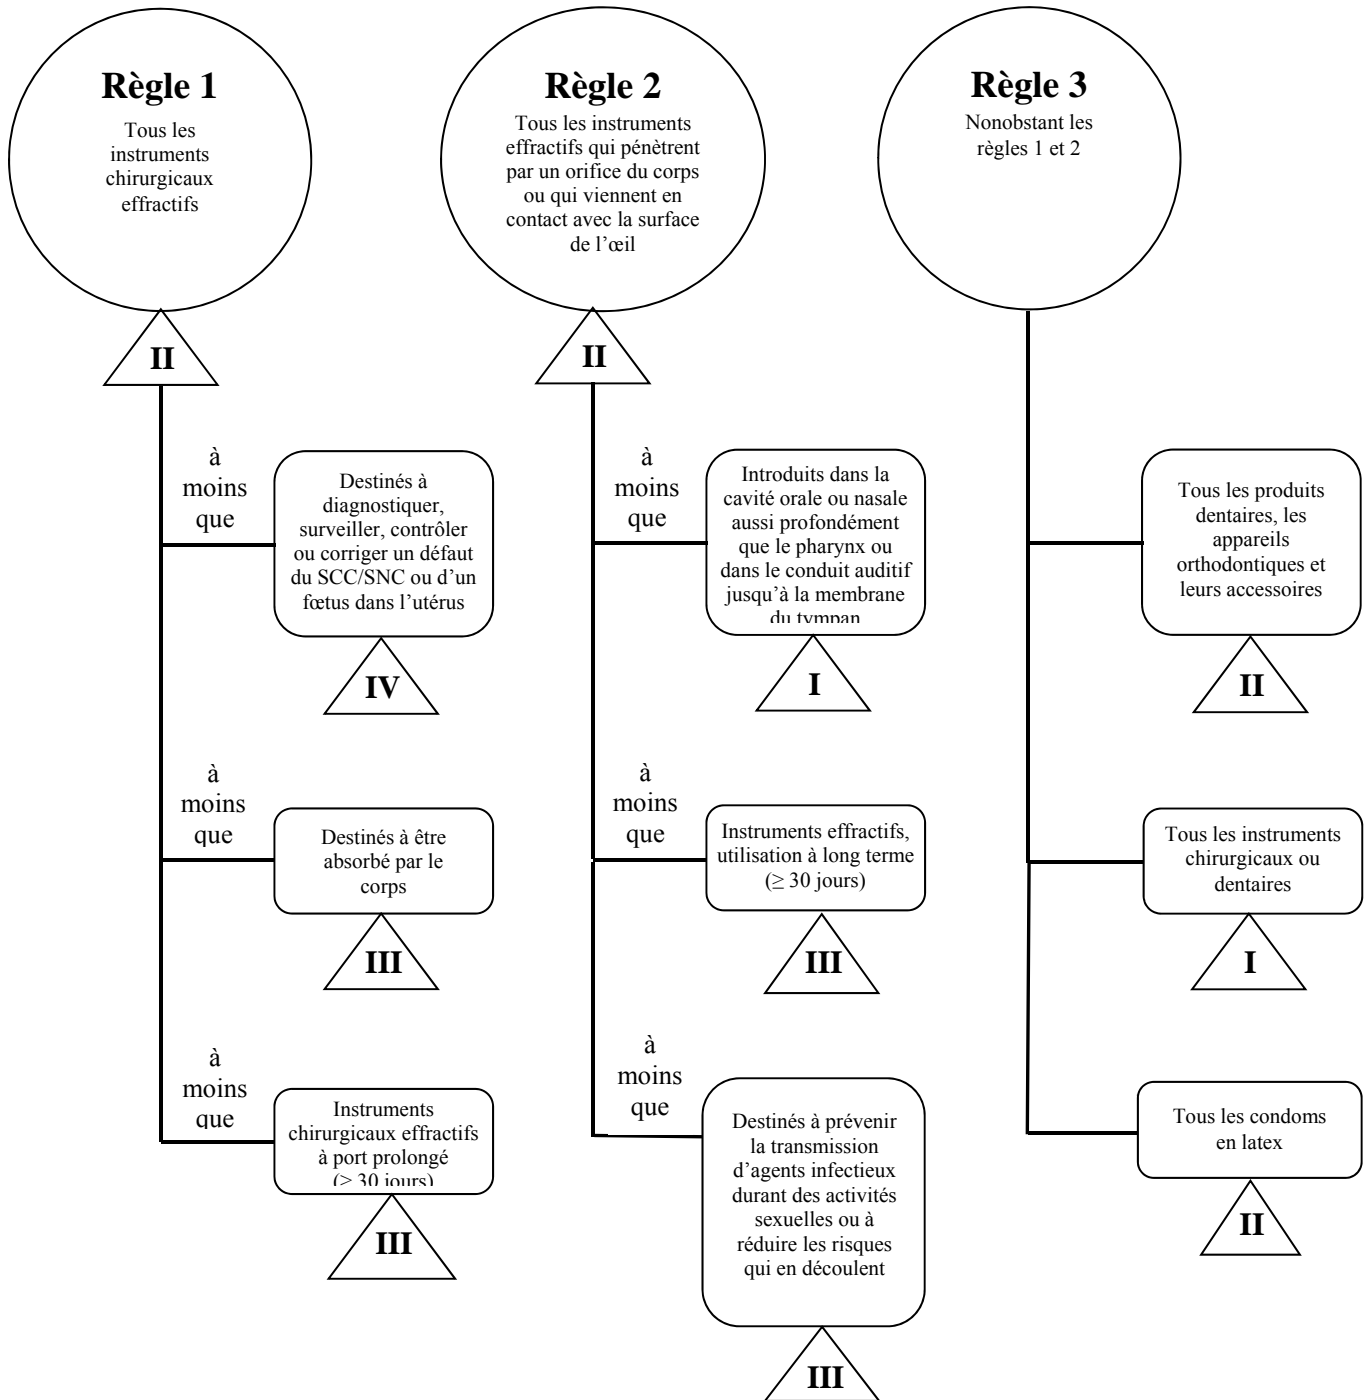 Règle 1
Tous les
instruments
chirurgicaux
effractifs
II
à
moins
que
Destinés à
diagnostiquer,
surveiller, contrôler
ou corriger un défaut
du SCC/SNC ou d'un
fœtus dans l'utérus
IV
à
moins
que
Destinés à être
absorbé par le
corps
III
à
moins
que
Instruments
chirurgicaux effractifs
à port prolongé
(≥ 30 jours)
III
Règle 2
Tous les instruments
effractifs qui pénètrent
par un orifice du corps
ou qui viennent en
contact avec la surface
de l'œil
II
à
moins
que
Introduits dans la
cavité orale ou nasale
aussi profondément
que le pharynx ou
dans le conduit auditif
jusqu'à la membrane
du tympan
I
à
moins
que
Instruments effractifs,
utilisation à long terme
(≥ 30 jours)
III
à
moins
que
Destinés à prévenir
la transmission
d'agents infectieux
durant des activités
sexuelles ou à
réduire les risques
qui en découlent
III
Règle 3
Nonobstant les
règles 1 et 2
Tous les produits
dentaires, les
appareils
orthodontiques et
leurs accessoires
II
Tous les instruments
chirurgicaux ou
dentaires
I
Tous les condoms
en latex
II